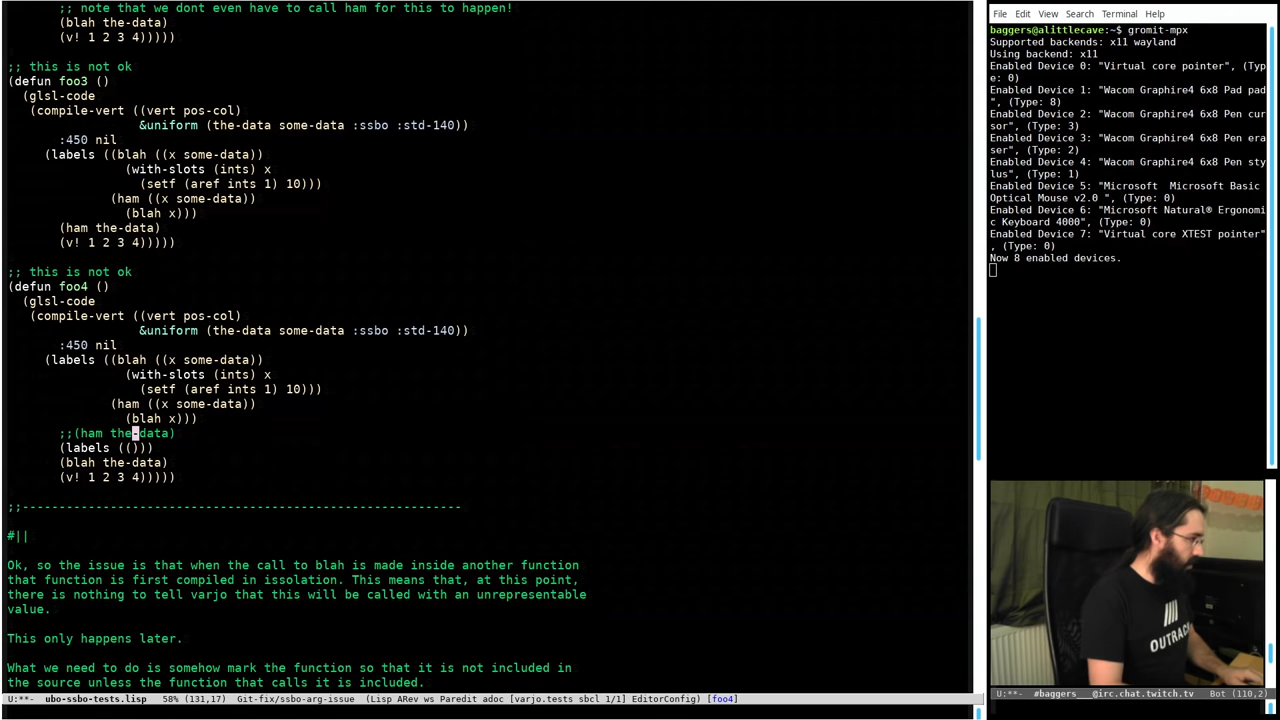 ;; note that we dont even have to call ham for this to happen!
(blah the-data)
(v! 1 2 3 4)))))
;; this is not ok
(defun foo3 ()
(glsl-code
(compile-vert ((vert pos-col)
&uniform (the-data some-data :ssbo :std-140))
:450 nil
(labels ((blah ((x some-data))
(with-slots (ints) x
(setf (aref ints 1) 10)))
(ham ((x some-data))
(blah x)))
(ham the-data)
(v! 1 2 3 4)))))
;; this is not ok
(defun foo4 ()
(glsl-code
(compile-vert ((vert pos-col)
&uniform (the-data some-data :ssbo :std-140))
:450 nil
(labels ((blah ((x some-data))
(with-slots (ints) x
(setf (aref ints 1) 10)))
(ham ((x some-data))
(blah x)))
;;(ham the-data)
(labels (()))
(blah the-data)
(v! 1 2 3 4)))))
;;------------------------------------------------------------
#||
Ok, so the issue is that when the call to blah is made inside another function
that function is first compiled in issolation. This means that, at this point,
there is nothing to tell varjo that this will be called with an unrepresentable
value.
This only happens later.
What we need to do is somehow mark the function so that it is not included in
the source unless the function that calls it is included.
U:**- ubo-ssbo-tests.lisp 58% (131,17) Git-fix/ssbo-arg-issue (Lisp ARev ws Paredit adoc [varjo.tests sbcl 1/1] EditorConfig) [foo4]
File Edit View Search Terminal Help
baggers@alittlecave:~$ gromit-mpx
Supported backends: x11 wayland
Using backend: x11
Enabled Device 0: "Virtual core pointer", (Typ
e: 0)
Enabled Device 1: "Wacom Graphire4 6x8 Pad pad
", (Type: 8)
Enabled Device 2: "Wacom Graphire4 6x8 Pen cur
sor", (Type: 3)
Enabled Device 3: "Wacom Graphire4 6x8 Pen era
ser", (Type: 2)
Enabled Device 4: "Wacom Graphire4 6x8 Pen sty
lus", (Type: 1)
Enabled Device 5: "Microsoft  Microsoft Basic
Optical Mouse v2.0 ", (Type: 0)
Enabled Device 6: "Microsoft Natural® Ergonomi
c Keyboard 4000", (Type: 0)
Enabled Device 7: "Virtual core XTEST pointer"
, (Type: 0)
Now 8 enabled devices.
U:**- #baggers __@irc.chat.twitch.tv Bot (110,2)